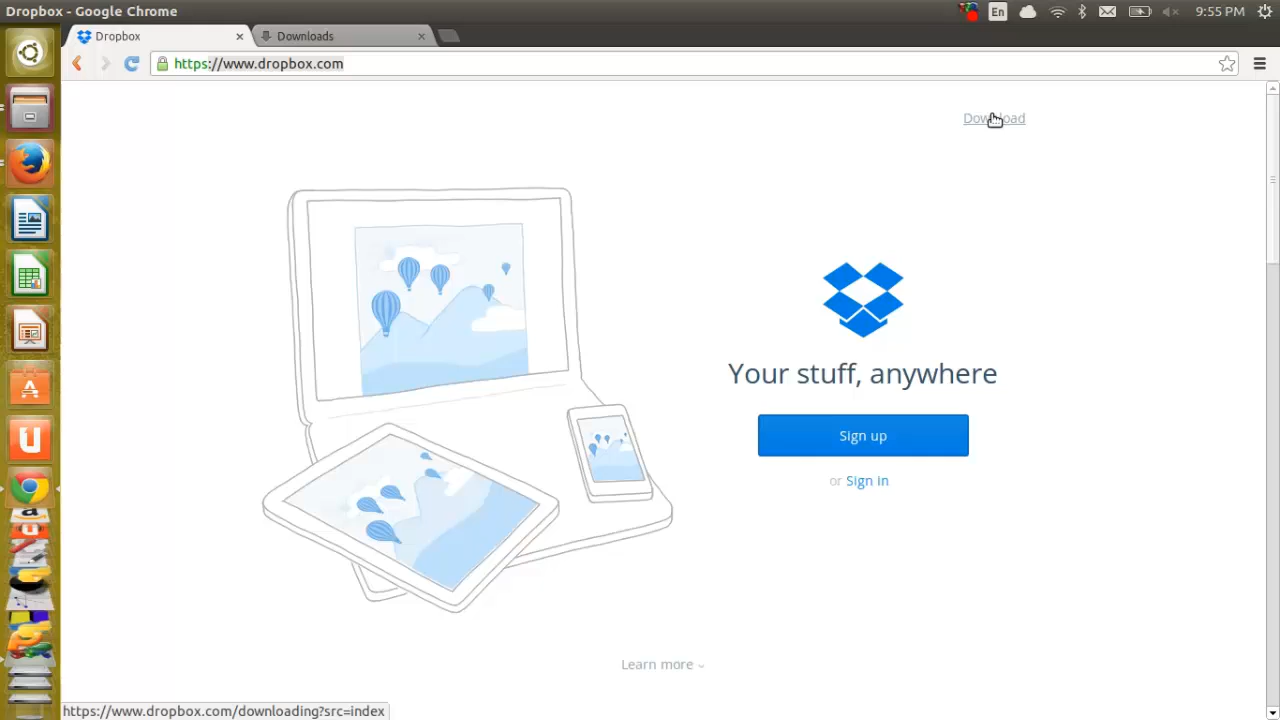 Dropbox - Google Chrome
En
9:55 PM
Dropbox
Downloads
https://www.dropbox.com
Download
Your stuff, anywhere
Sign up
or Sign in
Learn more
https://www.dropbox.com/downloading?src=index